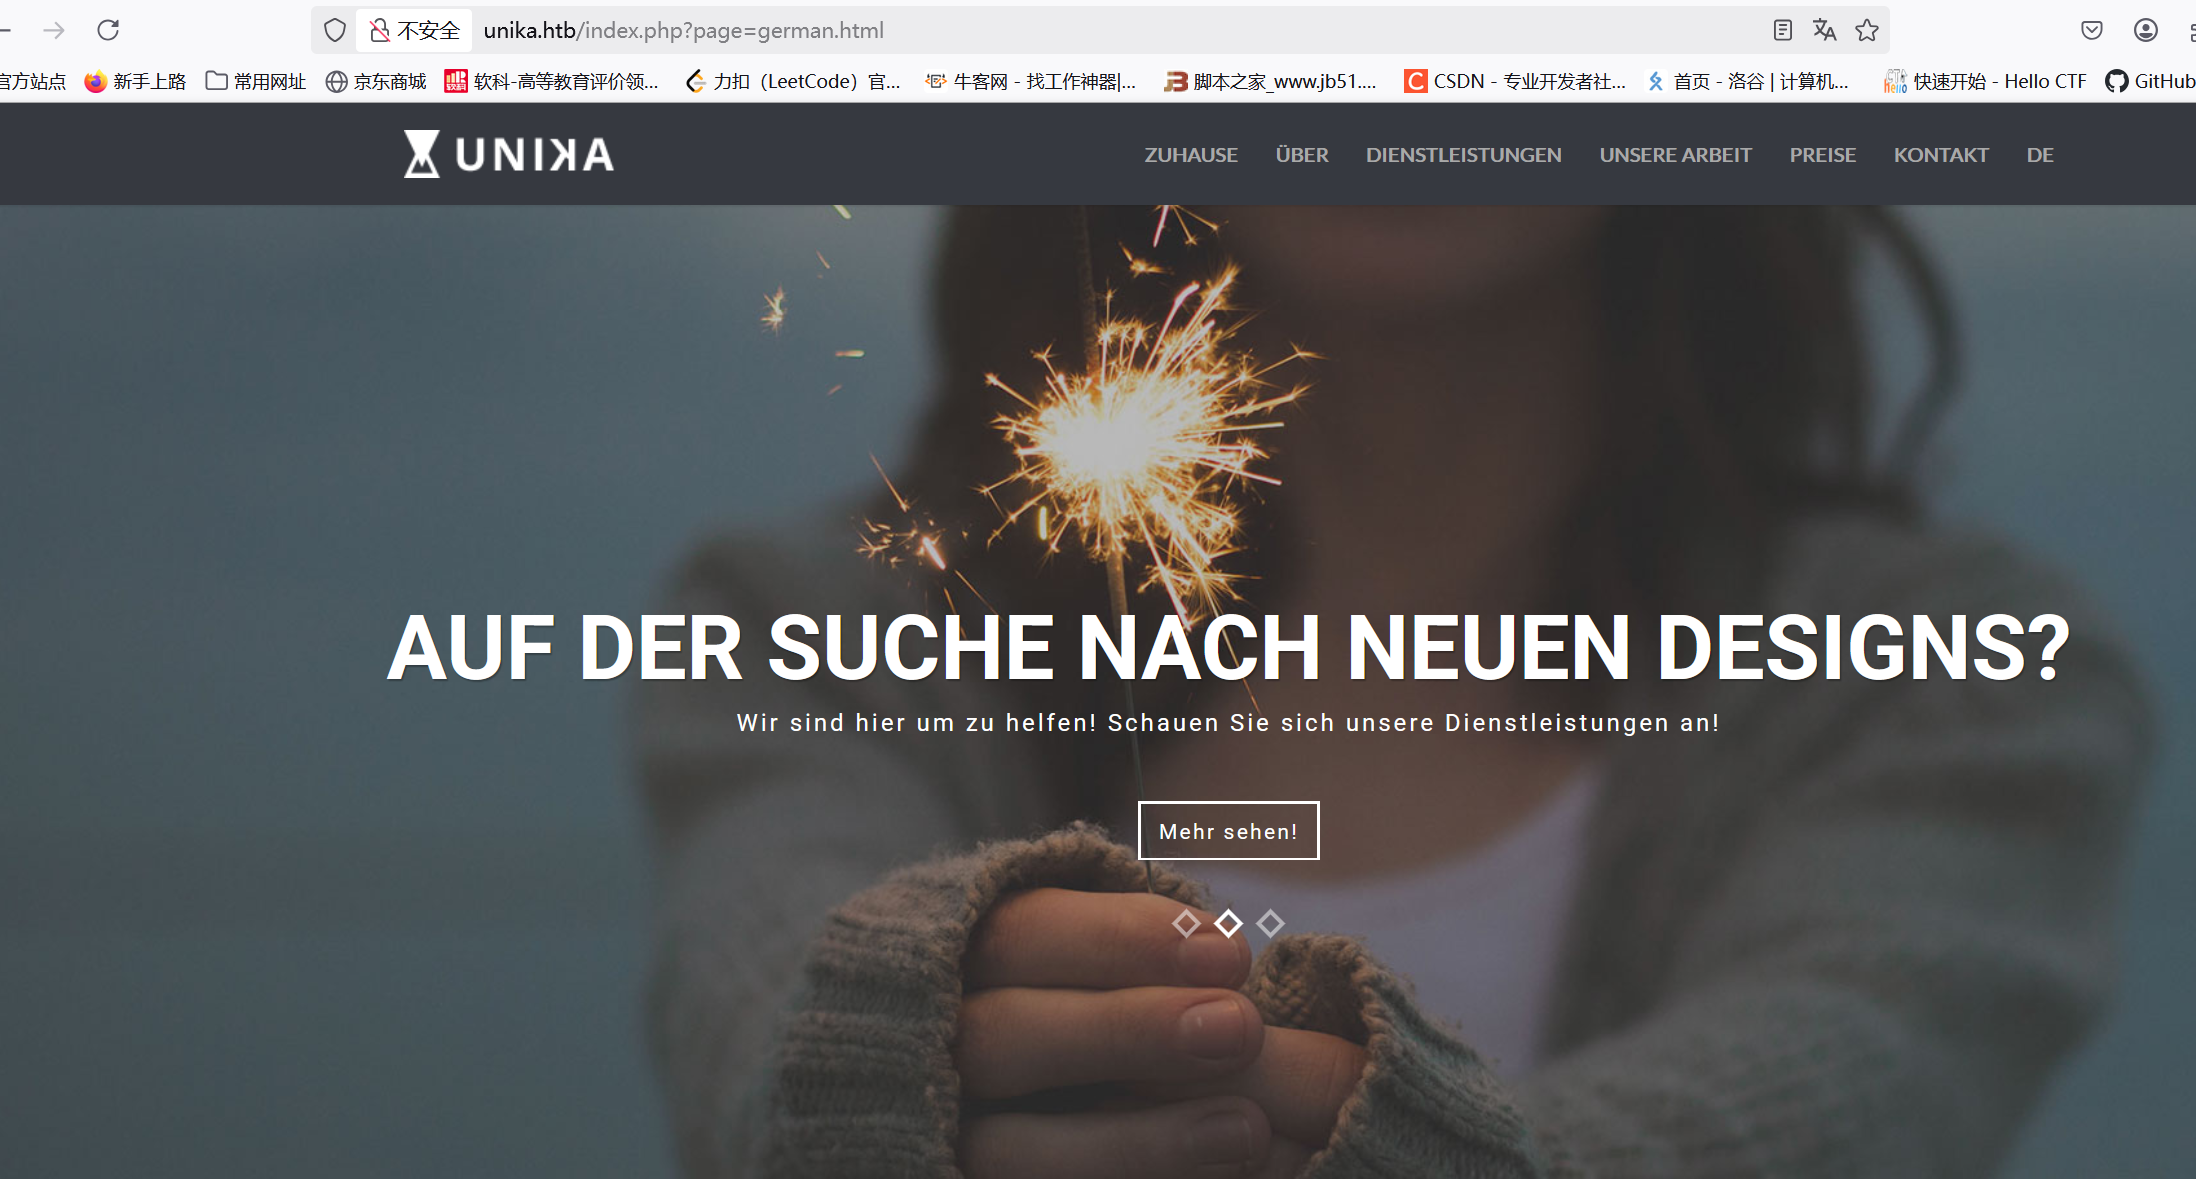 不安全 unika.htb/index.php?page=german.html
官方站点 新手上路 常用网址 京东商城 软科-高等教育评价领... 力扣（LeetCode）官... 牛客网 - 找工作神器|... 脚本之家_www.jb51.... CSDN - 专业开发者社... 首页 - 洛谷 | 计算机... 快速开始 - Hello CTF GitHub
UNIKA ZUHAUSE ÜBER DIENSTLEISTUNGEN UNSERE ARBEIT PREISE KONTAKT DE
AUF DER SUCHE NACH NEUEN DESIGNS?
Wir sind hier um zu helfen! Schauen Sie sich unsere Dienstleistungen an!
Mehr sehen!